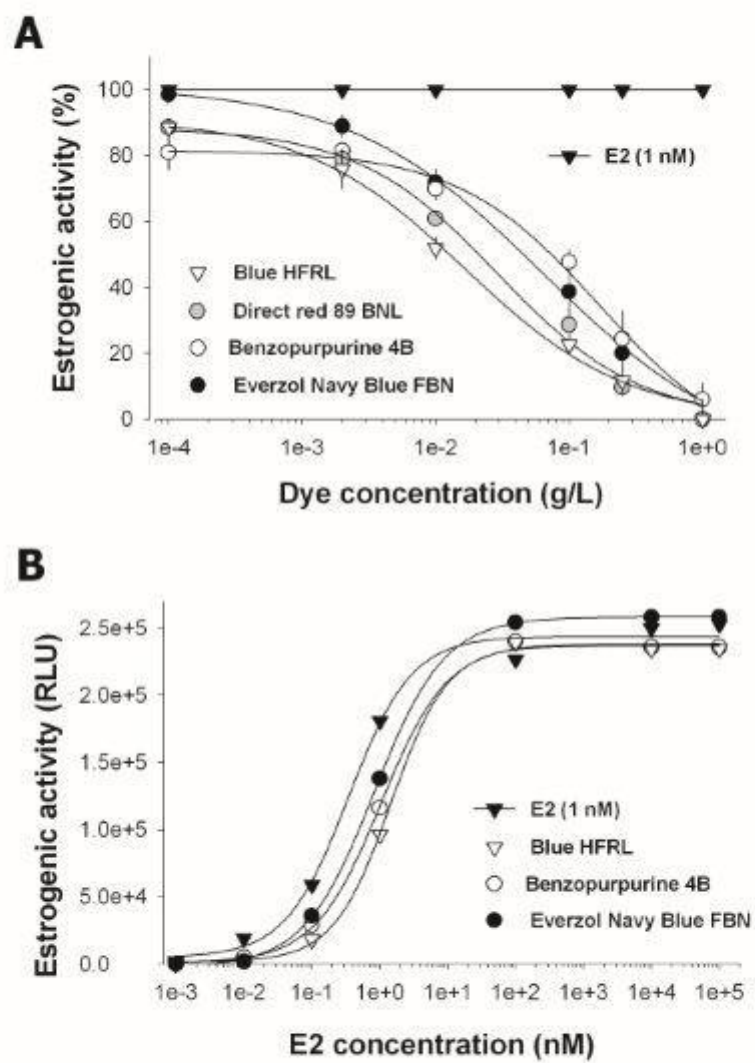 A
Estrogenic activity (%)
100
80
60
40
20
0
E2 (1 nM)
Blue HFRL
Direct red 89 BNL
Benzopurpurine 4B
Everzol Navy Blue FBN
1e-4
1e-3
1e-2
1e-1
1e+0
Dye concentration (g/L)
B
Estrogenic activity (RLU)
2.5e+5
2.0e+5
1.5e+5
1.0e+5
5.0e+4
0.0
E2 (1 nM)
Blue HFRL
Benzopurpurine 4B
Everzol Navy Blue FBN
1e-3
1e-2
1e-1
1e+0
1e+1
1e+2
1e+3
1e+4
1e+5
E2 concentration (nM)